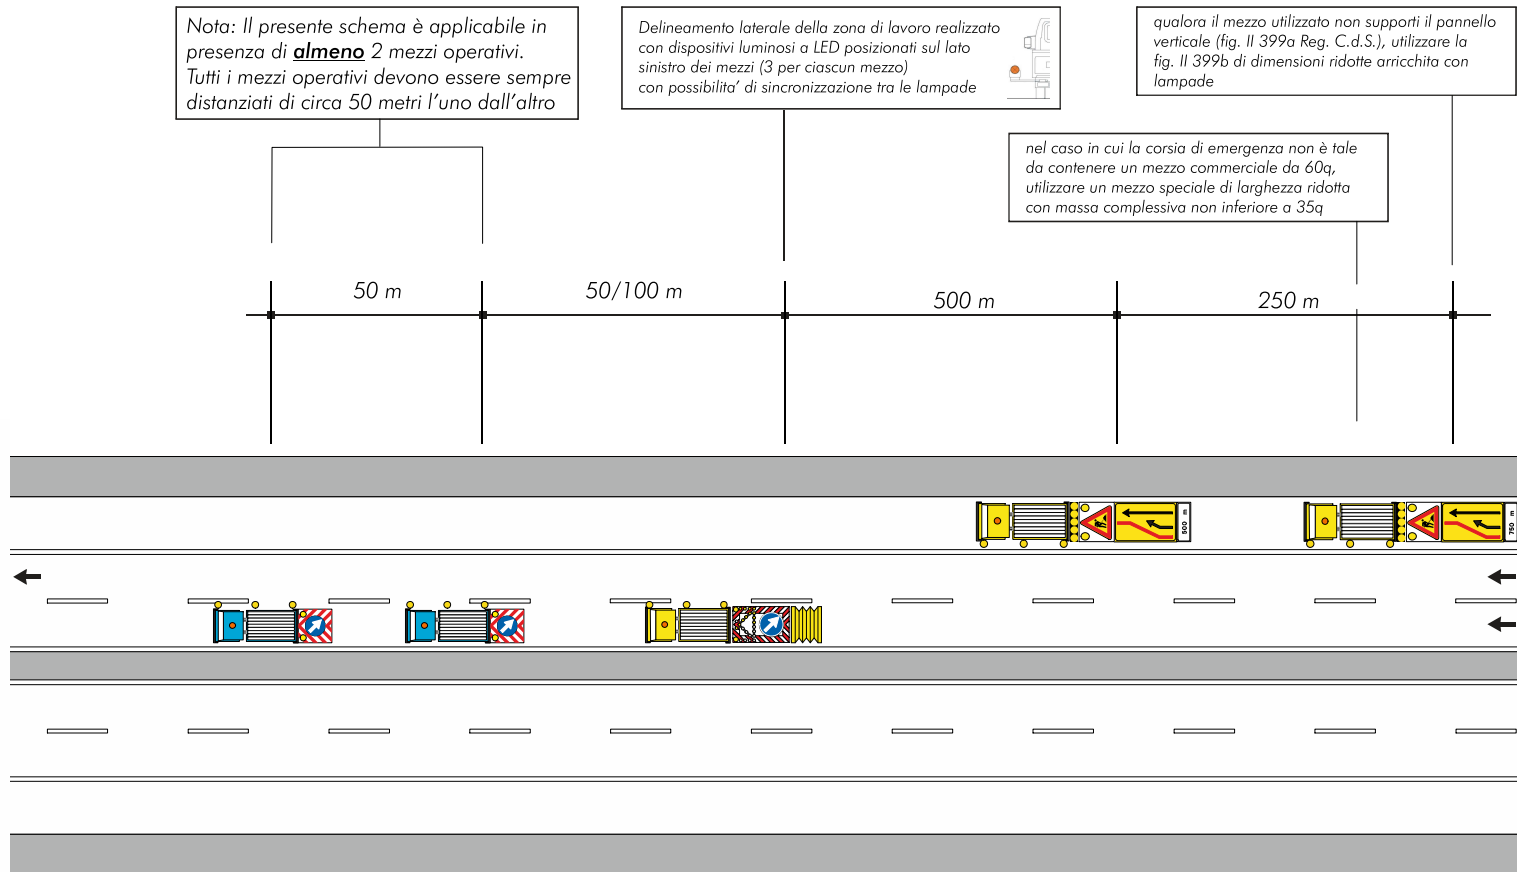 Nota: Il presente schema è applicabile in
presenza di almeno 2 mezzi operativi.
Tutti i mezzi operativi devono essere sempre
distanziati di circa 50 metri l'uno dall'altro
Delineamento laterale della zona di lavoro realizzato
con dispositivi luminosi a LED posizionati sul lato
sinistro dei mezzi (3 per ciascun mezzo)
con possibilita' di sincronizzazione tra le lampade
qualora il mezzo utilizzato non supporti il pannello
verticale (fig. II 399a Reg. C.d.S.), utilizzare la
fig. II 399b di dimensioni ridotte arricchita con
lampade
nel caso in cui la corsia di emergenza non è tale
da contenere un mezzo commerciale da 60q,
utilizzare un mezzo speciale di larghezza ridotta
con massa complessiva non inferiore a 35q
50 m
50/100 m
500 m
250 m
500 m
750 m